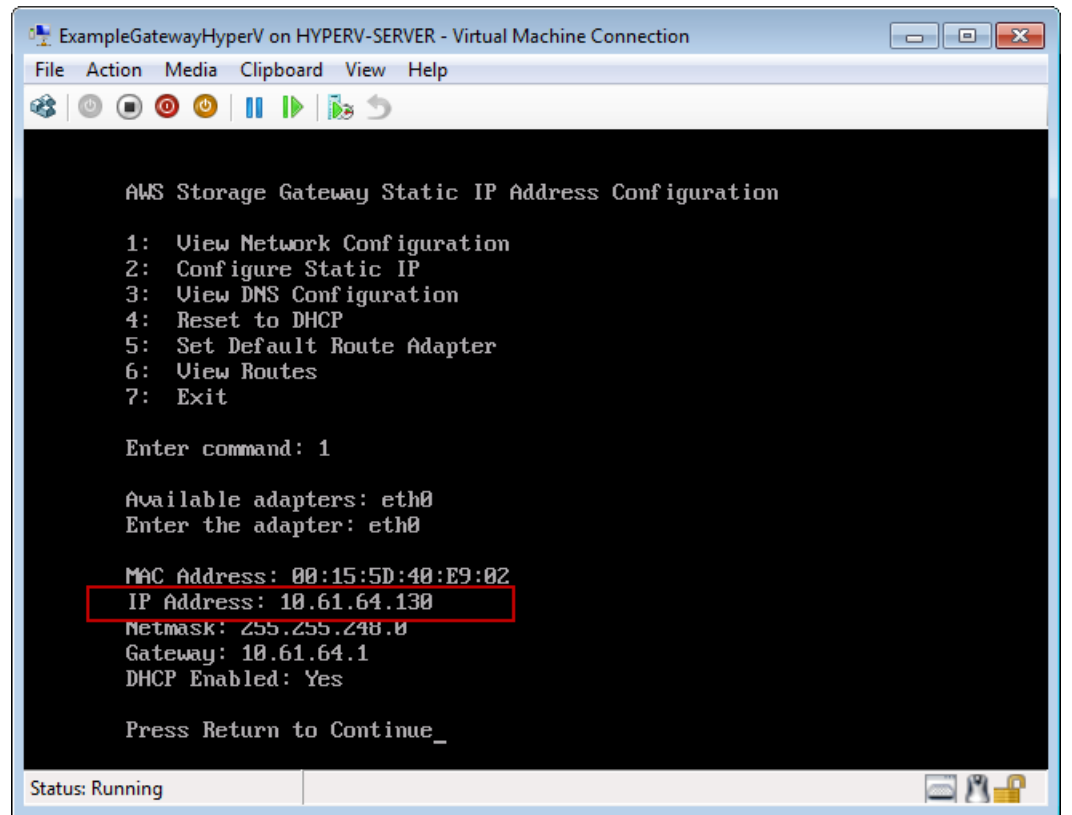 ExampleGatewayHyperV on HYPERV-SERVER - Virtual Machine Connection
File Action Media Clipboard View Help
AWS Storage Gateway Static IP Address Configuration
1: View Network Configuration
2: Configure Static IP
3: View DNS Configuration
4: Reset to DHCP
5: Set Default Route Adapter
6: View Routes
7: Exit
Enter command: 1
Available adapters: eth0
Enter the adapter: eth0
MAC Address: 00:15:5D:40:E9:02
IP Address: 10.61.64.130
Netmask: 255.255.248.0
Gateway: 10.61.64.1
DHCP Enabled: Yes
Press Return to Continue_
Status: Running